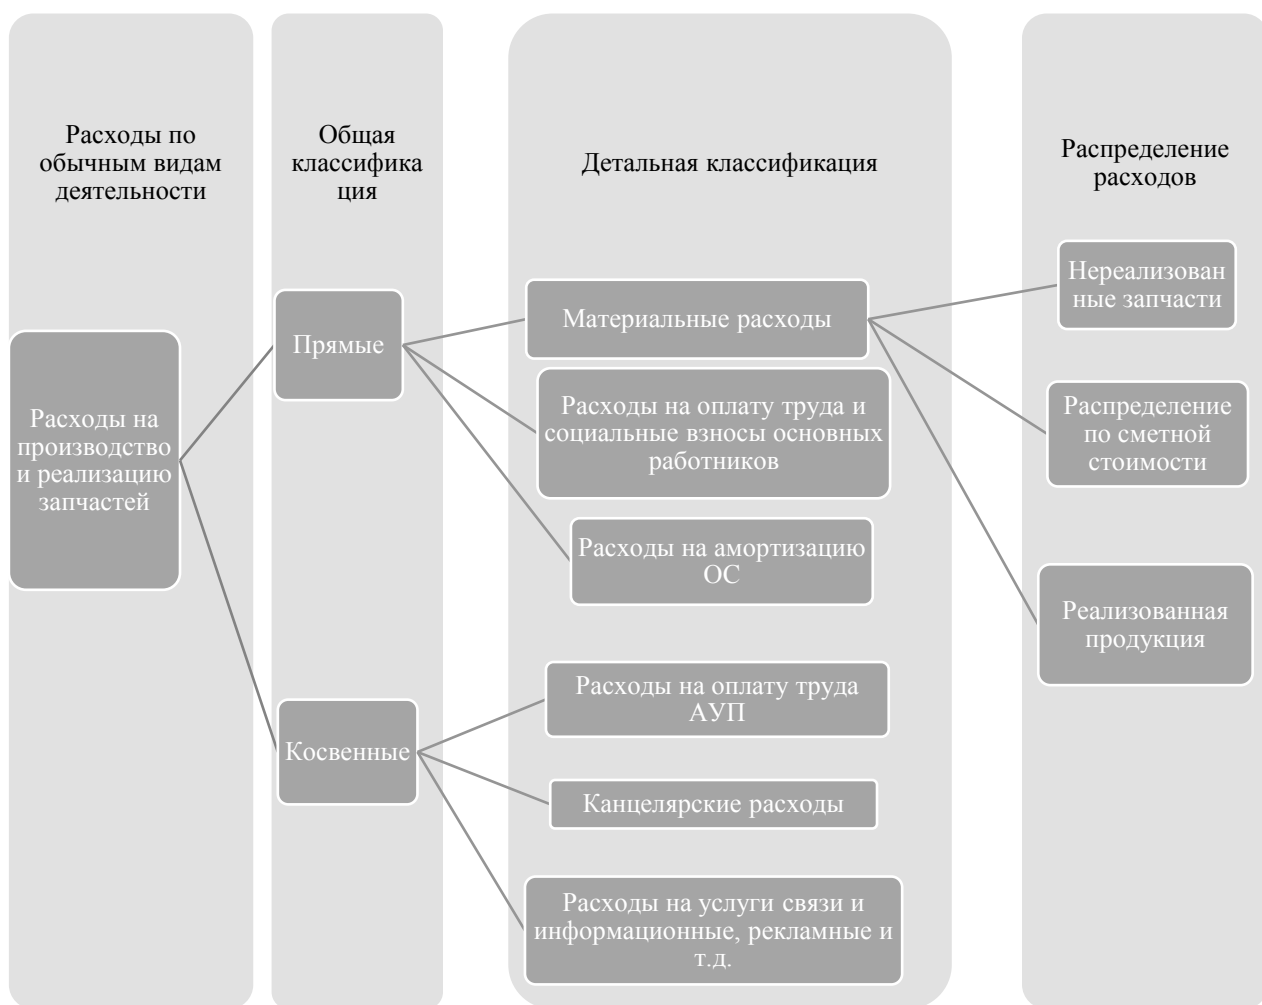 Расходы по
обычным видам
деятельности
Общая
классифика
ция
Детальная классификация
Распределение
расходов
Расходы на
производство
и реализацию
запчастей
Прямые
Косвенные
Материальные расходы
Расходы на оплату труда и
социальные взносы основных
работников
Расходы на амортизацию
ОС
Расходы на оплату труда
АУП
Канцелярские расходы
Расходы на услуги связи и
информационные, рекламные и
т.д.
Нереализован
ные запчасти
Распределение
по сметной
стоимости
Реализованная
продукция